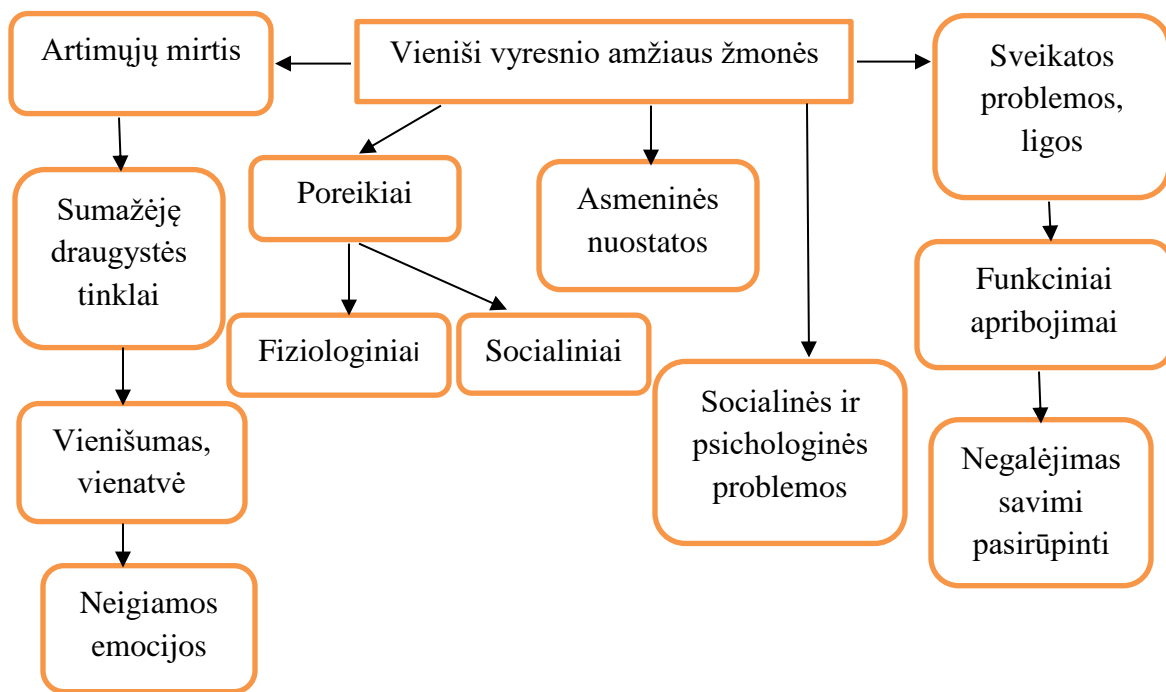 Artimųjų mirtis
Vieniši vyresnio amžiaus žmonės
Sveikatos
problemos,
ligos
Poreikiai
Asmeninės
nuostatos
Sumažėję
draugystės
tinklai
Funkciniai
apribojimai
Fiziologiniai
Socialiniai
Socialinės ir
psichologinės
problemos
Vienišumas,
vienatvė
Negalėjimas
savimi
pasirūpinti
Neigiamos
emocijos